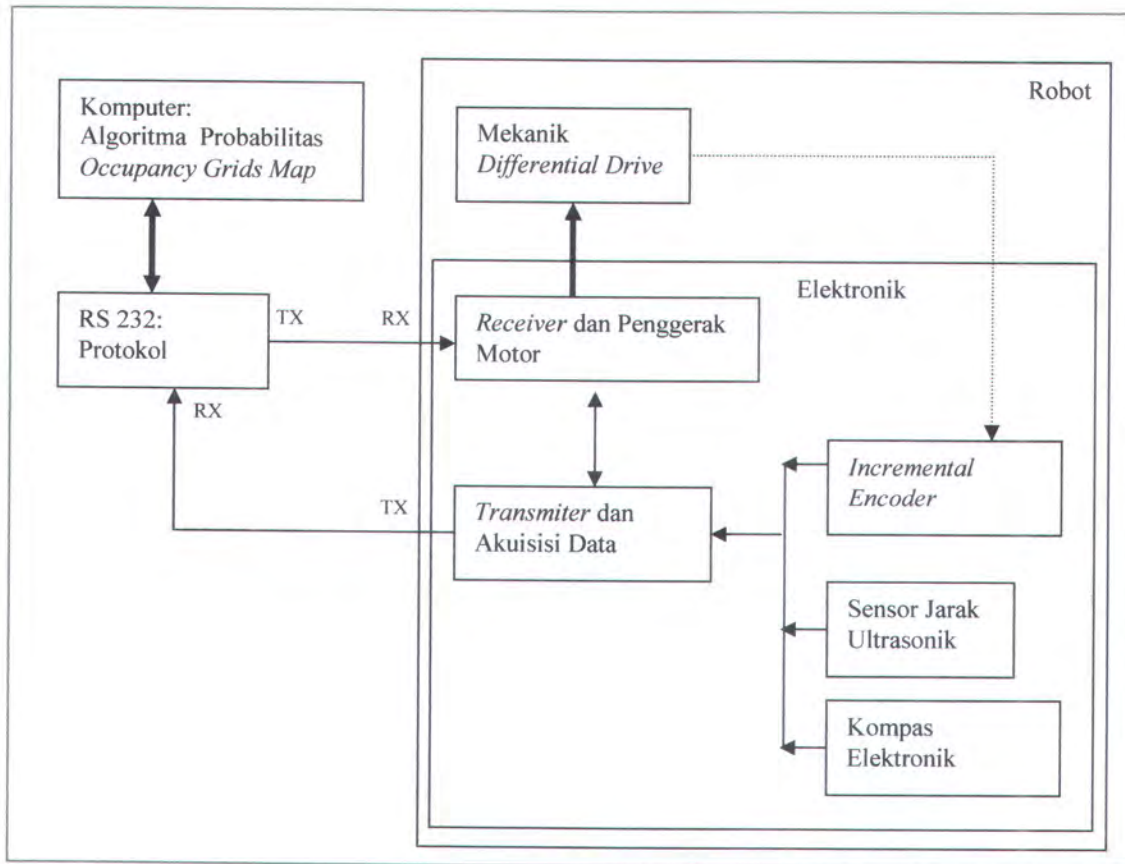 Robot
Komputer:
Algoritma Probabilitas
Occupancy Grids Map
Mekanik
Differential Drive
Elektronik
RS 232:
Protokol
TX
RX
Receiver dan Penggerak
Motor
RX
TX
Transmiter dan
Akuisisi Data
Incremental
Encoder
Sensor Jarak
Ultrasonik
Kompas
Elektronik